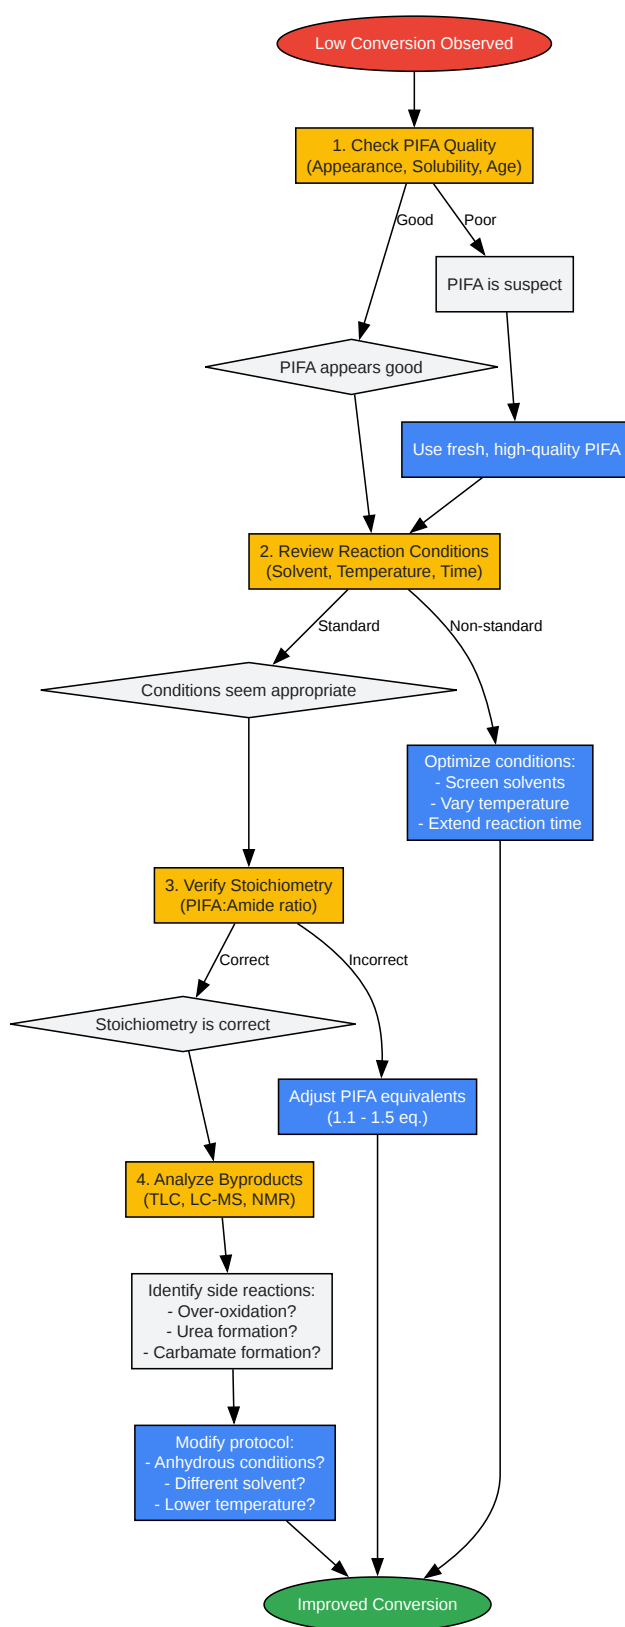 Low Conversion Observed
1. Check PIFA Quality
(Appearance, Solubility, Age)
Good
Poor
PIFA is suspect
PIFA appears good
Use fresh, high-quality PIFA
2. Review Reaction Conditions
(Solvent, Temperature, Time)
Standard
Non-standard
Conditions seem appropriate
Optimize conditions:
- Screen solvents
- Vary temperature
- Extend reaction time
3. Verify Stoichiometry
(PIFA:Amide ratio)
Correct
Incorrect
Stoichiometry is correct
Adjust PIFA equivalents
(1.1 - 1.5 eq.)
4. Analyze Byproducts
(TLC, LC-MS, NMR)
Identify side reactions:
- Over-oxidation?
- Urea formation?
- Carbamate formation?
Modify protocol:
- Anhydrous conditions?
- Different solvent?
- Lower temperature?
Improved Conversion